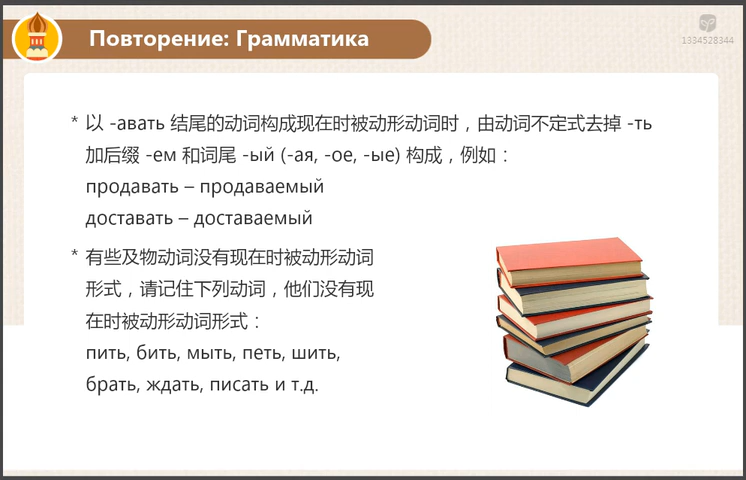 Повторение: Грамматика
1334528344
* 以 -авать 结尾的动词构成现在时被动形动词时，由动词不定式去掉 -ть
加后缀 -ем 和词尾 -ый (-ая, -ое, -ые) 构成，例如：
продавать – продаваемый
доставать – доставаемый
* 有些及物动词没有现在时被动形动词
形式，请记住下列动词，他们没有现
在时被动形动词形式：
пить, бить, мыть, петь, шить,
брать, ждать, писать и т.д.